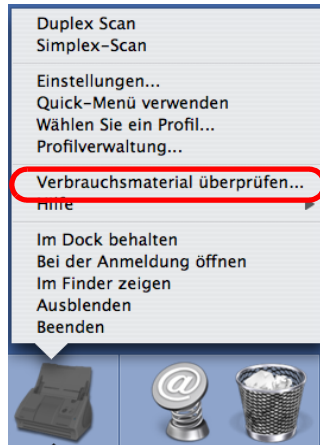 Duplex Scan
Simplex-Scan
Einstellungen...
Quick-Menü verwenden
Wählen Sie ein Profil...
Profilverwaltung...
Verbrauchsmaterial überprüfen...
Hilfe
Im Dock behalten
Bei der Anmeldung öffnen
Im Finder zeigen
Ausblenden
Beenden
@